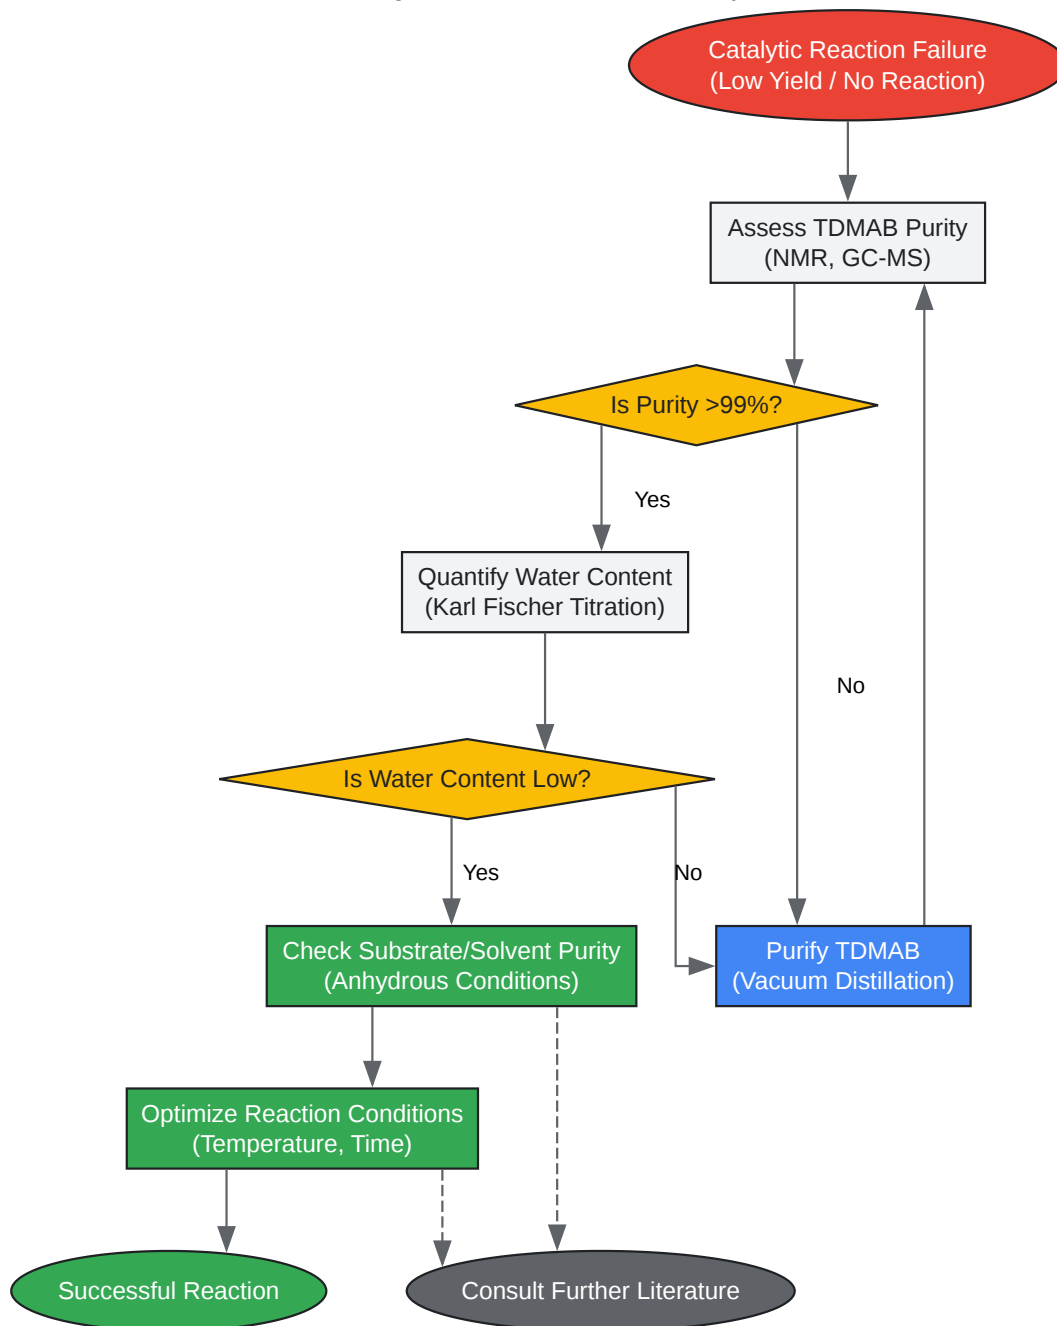 Catalytic Reaction Failure
(Low Yield / No Reaction)
Assess TDMAB Purity
(NMR, GC-MS)
Is Purity >99%?
Yes
Quantify Water Content
(Karl Fischer Titration)
No
Is Water Content Low?
Yes
No
Check Substrate/Solvent Purity
(Anhydrous Conditions)
Purify TDMAB
(Vacuum Distillation)
Optimize Reaction Conditions
(Temperature, Time)
Successful Reaction
Consult Further Literature